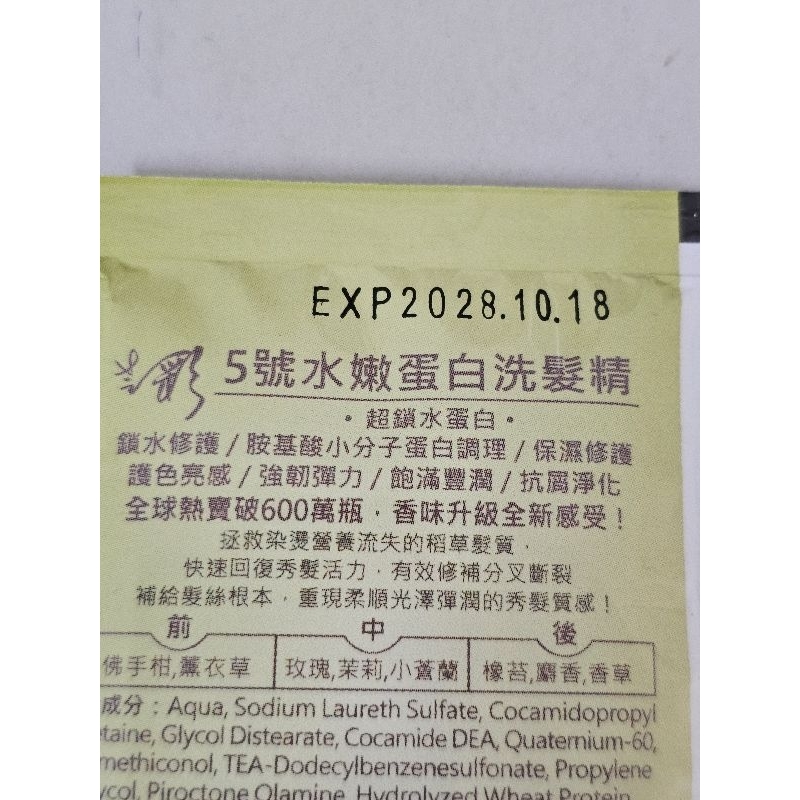 EXP2028.10.18
5號水嫩蛋白洗髮精
・超鎖水蛋白・
鎖水修護/胺基酸小分子蛋白調理/保濕修護
護色亮感/強韌彈力/飽滿豐潤/抗屑淨化
全球熱賣破600萬瓶，香味升級全新感受！
拯救染燙營養流失的稻草髮質，
快速回復秀髮活力，有效修補分叉斷裂
補給髮絲根本，重現柔順光澤彈潤的秀髮質感！
前 中 後
佛手柑,薰衣草 玫瑰,茉莉,小蒼蘭 橡苔,麝香,香草
成分：Aqua, Sodium Laureth Sulfate, Cocamidopropyl
etaine, Glycol Distearate, Cocamide DEA, Quaternium-60,
methiconol, TEA-Dodecylbenzenesulfonate, Propylene
ycol, Piroctone Olamine, Hydrolyzed Wheat Protein,